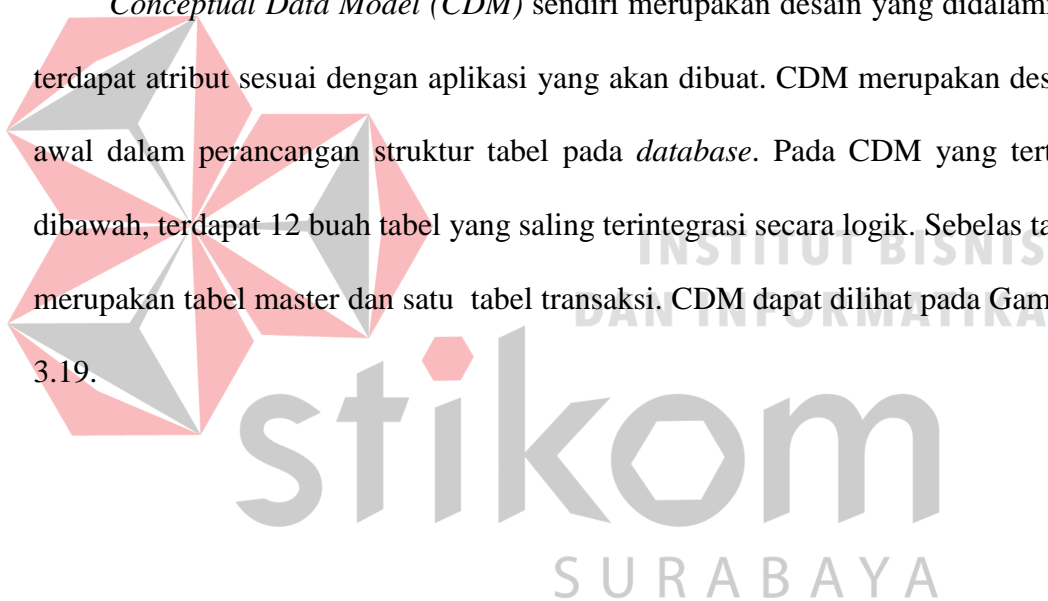 Conceptual Data Model (CDM) sendiri merupakan desain yang didalami
terdapat atribut sesuai dengan aplikasi yang akan dibuat. CDM merupakan des
awal dalam perancangan struktur tabel pada database. Pada CDM yang tert
dibawah, terdapat 12 buah tabel yang saling terintegrasi secara logik. Sebelas ta
merupakan tabel master dan satu tabel transaksi. CDM dapat dilihat pada Gam
3.19.
INSTITUT BISNIS
DAN INFORMATIKA
stikom
SURABAYA